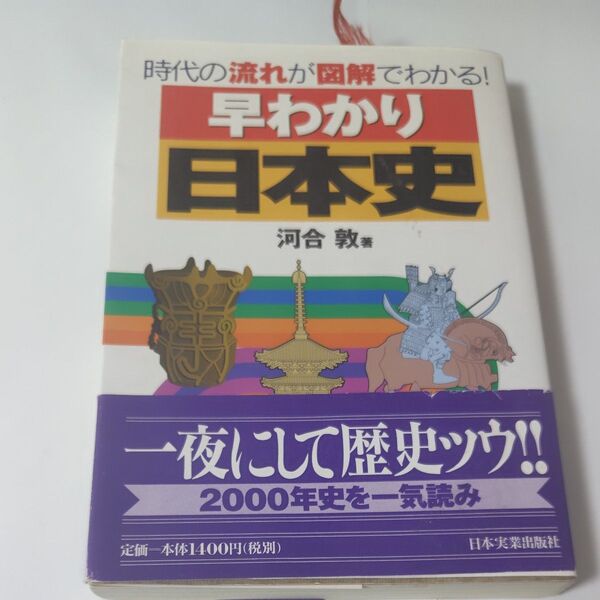 時代の流れが図解でわかる!
早わかり
日本史
河合 敦著
一夜にして歴史ツウ!!
2000年史を一気読み
定価―本体1400円(税別)
日本実業出版社